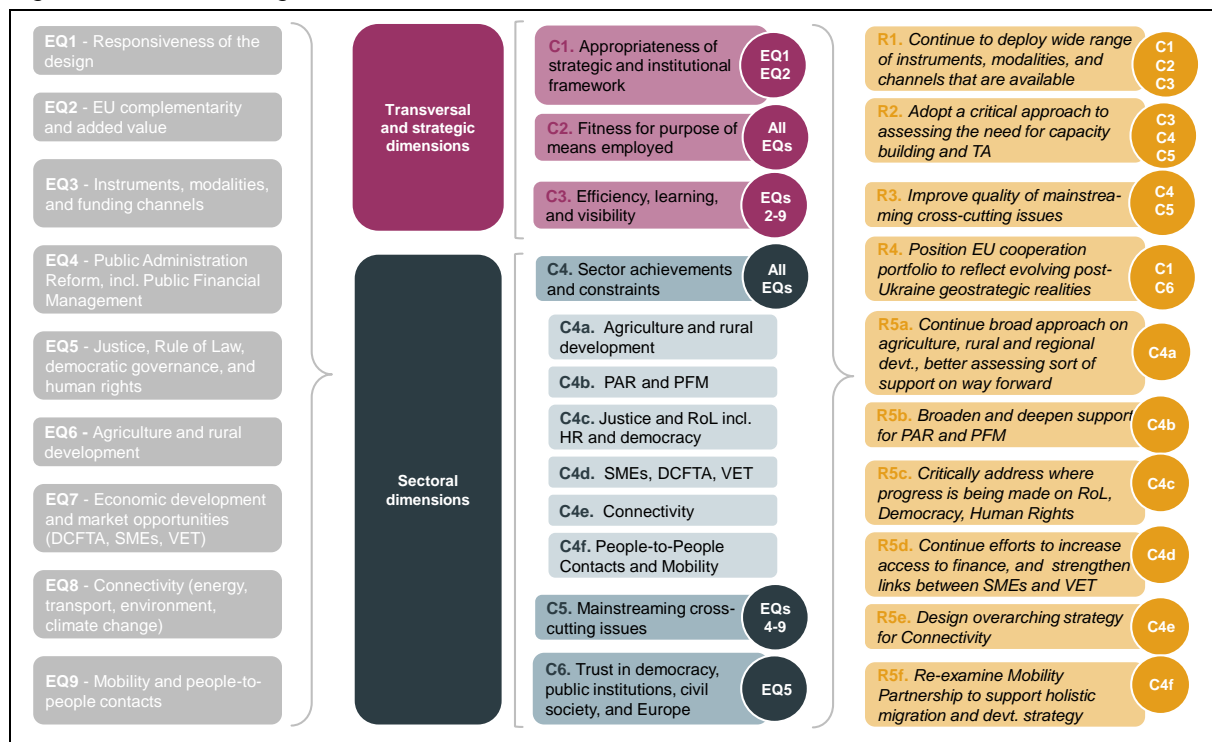 EQ1 - Responsiveness of the
design
EQ2 - EU complementarity
and added value
EQ3 - Instruments, modalities,
and funding channels
EQ4 - Public Administration
Reform, incl. Public Financial
Management
EQ5 - Justice, Rule of Law,
democratic governance, and
human rights
EQ6 - Agriculture and rural
development
EQ7 - Economic development
and market opportunities
(DCFTA, SMEs, VET)
EQ8 - Connectivity (energy,
transport, environment,
climate change)
EQ9 - Mobility and people-to-
people contacts
Transversal
and strategic
dimensions
Sectoral
dimensions
C1. Appropriateness of
strategic and institutional
framework
EQ1
EQ2
C2. Fitness for purpose of
means employed
All
EQs
C3. Efficiency, learning,
and visibility
EQs
2-9
C4. Sector achievements
and constraints
All
EQs
C4a. Agriculture and rural
development
C4b. PAR and PFM
C4c. Justice and RoL incl.
HR and democracy
C4d. SMEs, DCFTA, VET
C4e. Connectivity
C4f. People-to-People
Contacts and Mobility
C5. Mainstreaming cross-
cutting issues
EQs
4-9
C6. Trust in democracy,
public institutions, civil
society, and Europe
EQ5
R1. Continue to deploy wide range
of instruments, modalities, and
channels that are available
C1
C2
C3
R2. Adopt a critical approach to
assessing the need for capacity
building and TA
C3
C4
C5
R3. Improve quality of mainstrea-
ming cross-cutting issues
C4
C5
R4. Position EU cooperation
portfolio to reflect evolving post-
Ukraine geostrategic realities
C1
C6
R5a. Continue broad approach on
agriculture, rural and regional
devt., better assessing sort of
support on way forward
C4a
R5b. Broaden and deepen support
for PAR and PFM
C4b
R5c. Critically address where
progress is being made on RoL,
Democracy, Human Rights
C4c
R5d. Continue efforts to increase
access to finance, and strengthen
links between SMEs and VET
C4d
R5e. Design overarching strategy
for Connectivity
C4e
R5f. Re-examine Mobility
Partnership to support holistic
migration and devt. strategy
C4f